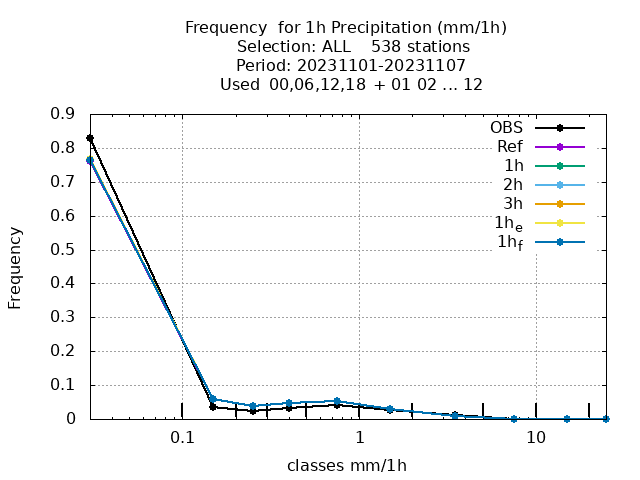 Frequency  for 1h Precipitation (mm/1h)
Selection: ALL    538 stations
Period: 20231101-20231107
Used  00,06,12,18  + 01 02 ... 12
0.9
0.8
0.7
0.6
0.5
0.4
0.3
0.2
0.1
0
Frequency
OBS
Ref
1h
2h
3h
1he
1hf
0.1 1 10
classes mm/1h